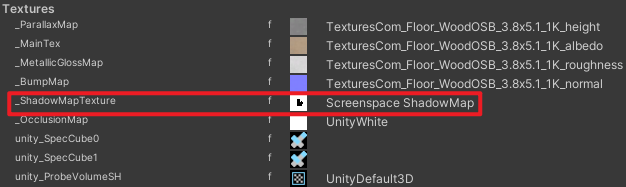 Textures
_ParallaxMap f TexturesCom_Floor_WoodOSB_3.8x5.1_1K_height
_MainTex f TexturesCom_Floor_WoodOSB_3.8x5.1_1K_albedo
_MetallicGlossMap f TexturesCom_Floor_WoodOSB_3.8x5.1_1K_roughness
_BumpMap f TexturesCom_Floor_WoodOSB_3.8x5.1_1K_normal
_ShadowMapTexture f Screenspace ShadowMap
_OcclusionMap f UnityWhite
unity_SpecCube0 f
unity_SpecCube1 f
unity_ProbeVolumeSH f UnityDefault3D